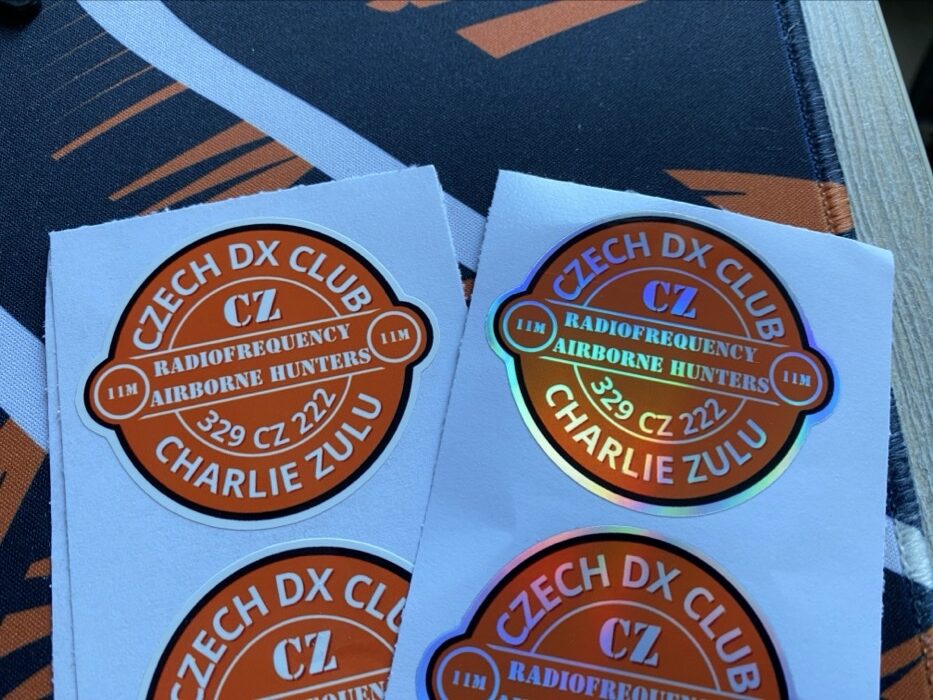 CZECH DX CLUB
CZ
11M
RADIOFREQUENCY
11M
AIRBORNE HUNTERS
329 CZ 222
CHARLIE ZULU
CZECH DX CLUB
CZ
11M
RADIOFREQUENCY
AIRBORNE HUNTERS
11M
329 CZ 222
CHARLIE ZULU
CZECH DX CLU
CZ
CZECH DX CLUB
CZ
11M
RADIOFREQUENCY